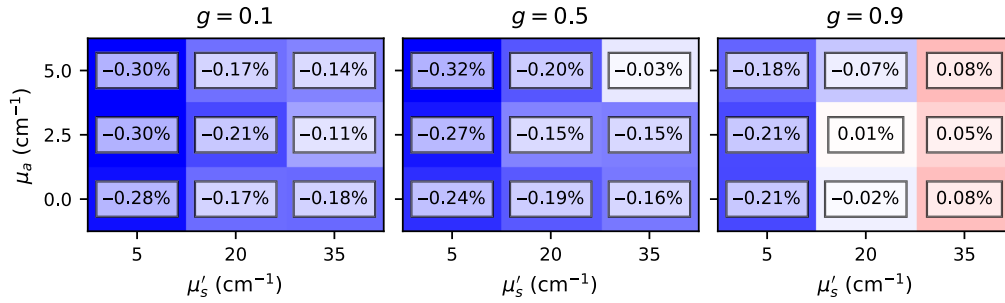 g = 0.1 g = 0.5 g = 0.9
5.0 −0.30% −0.17% −0.14% −0.32% −0.20% −0.03% −0.18% −0.07% 0.08%
μa (cm−1) 2.5 −0.30% −0.21% −0.11% −0.27% −0.15% −0.15% −0.21% 0.01% 0.05%
0.0 −0.28% −0.17% −0.18% −0.24% −0.19% −0.16% −0.21% −0.02% 0.08%
5 20 35 5 20 35 5 20 35
μ′s (cm−1) μ′s (cm−1) μ′s (cm−1)